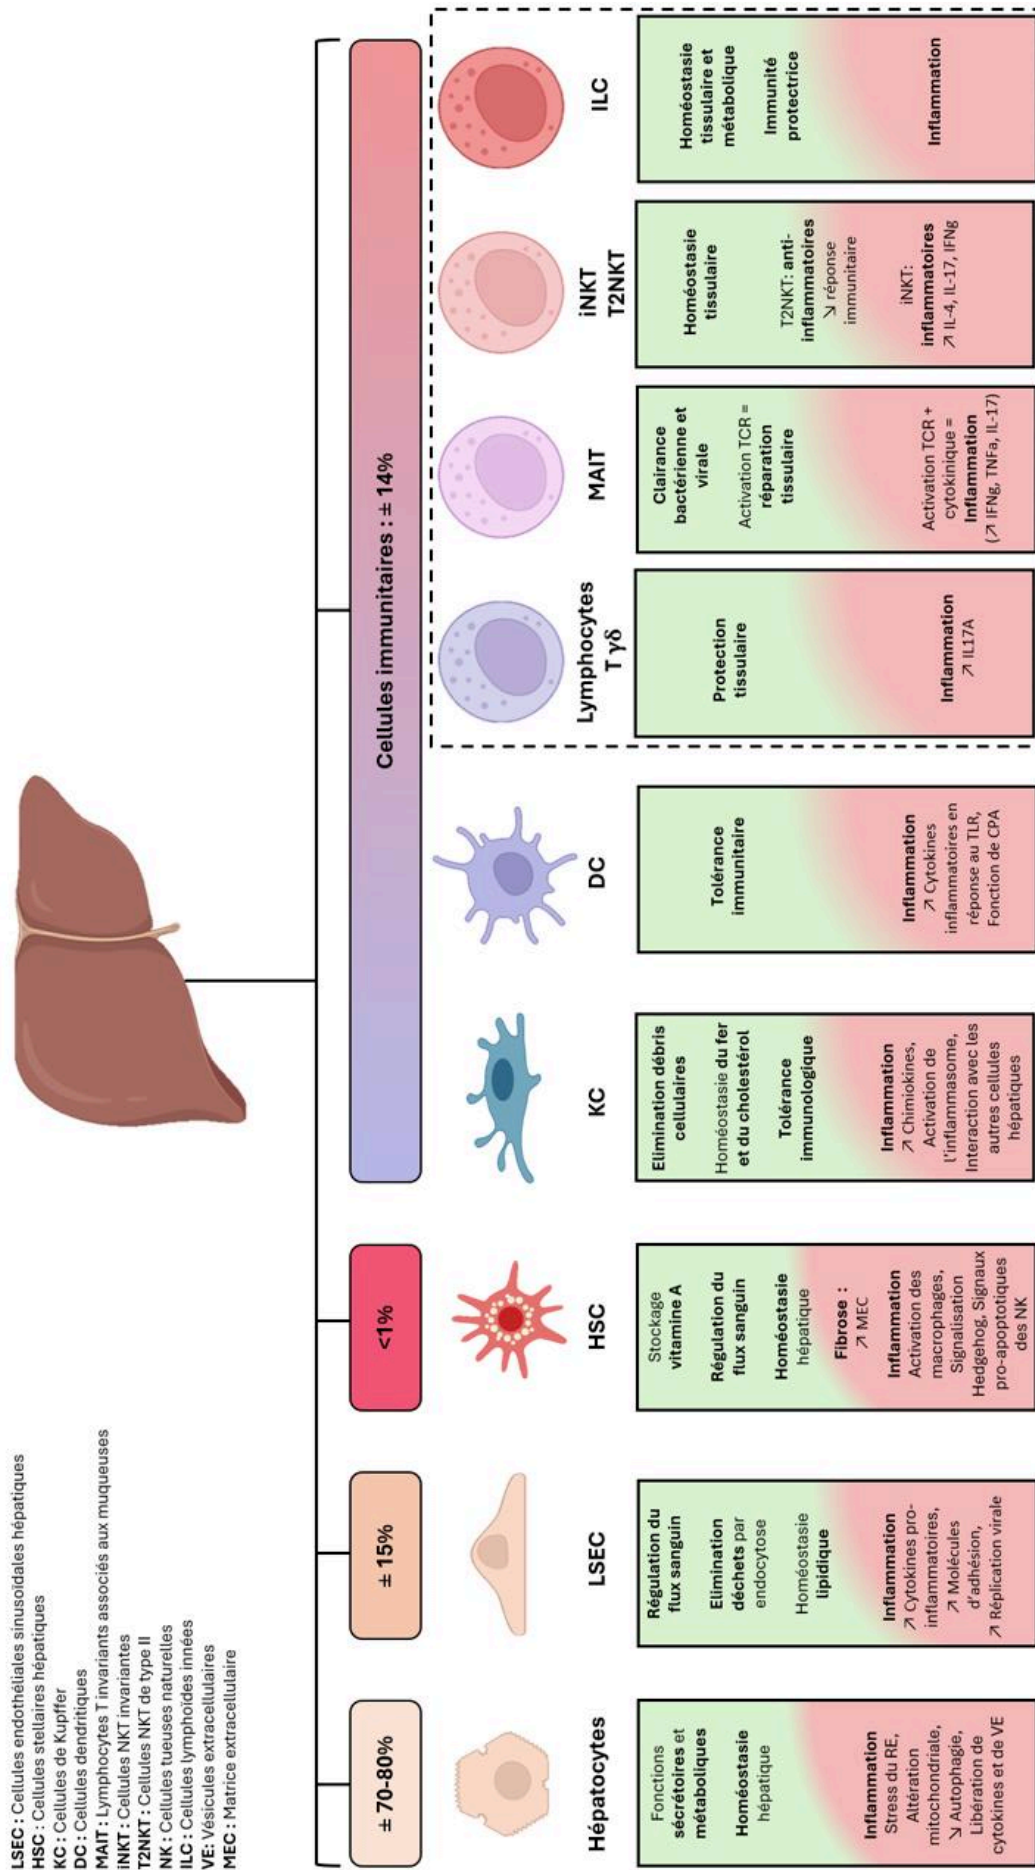 LSEC : Cellules endothéliales sinusoïdales hépatiques
HSC : Cellules stellaires hépatiques
KC : Cellules de Kupffer
DC : Cellules dendritiques
MAIT : Lymphocytes T invariants associés aux muqueuses
iNKT : Cellules NKT invariantes
T2NKT : Cellules NKT de type II
NK : Cellules tueuses naturelles
ILC : Cellules lymphoïdes innées
VE: Vésicules extracellulaires
MEC : Matrice extracellulaire
± 70-80%
± 15%
<1%
Cellules immunitaires : ± 14%
Hépatocytes
LSEC
HSC
KC
DC
Lymphocytes
T γδ
MAIT
iNKT
T2NKT
ILC
Fonctions
sécrétoires et
métaboliques
Homéostasie
hépatique
Inflammation
Stress du RE,
Altération
mitochondriale,
↘ Autophagie,
Libération de
cytokines et de VE
Régulation du
flux sanguin
Elimination
déchets par
endocytose
Homéostasie
lipidique
Inflammation
↗ Cytokines pro-
inflammatoires,
↗ Molécules
d'adhésion,
↗ Réplication virale
Stockage
vitamine A
Régulation du
flux sanguin
Homéostasie
hépatique
Fibrose :
↗ MEC
Inflammation
Activation des
macrophages,
Signalisation
Hedgehog, Signaux
pro-apoptotiques
des NK
Elimination débris
cellulaires
Homéostasie du fer
et du cholestérol
Tolérance
immunologique
Inflammation
↗ Chimiokines,
Activation de
l'inflammasome,
Interaction avec les
autres cellules
hépatiques
Tolérance
immunitaire
Inflammation
↗ Cytokines
inflammatoires en
réponse au TLR,
Fonction de CPA
Protection
tissulaire
Inflammation
↗ IL17A
Clairance
bactérienne et
virale
Activation TCR =
réparation
tissulaire
Activation TCR +
cytokinique =
Inflammation
(↗ IFNg, TNFa, IL-17)
Homéostasie
tissulaire
T2NKT: anti-
inflammatoires
↘ réponse
immunitaire
iNKT:
inflammatoires
↗ IL-4, IL-17, IFNg
Homéostasie
tissulaire et
métabolique
Immunité
protectrice
Inflammation